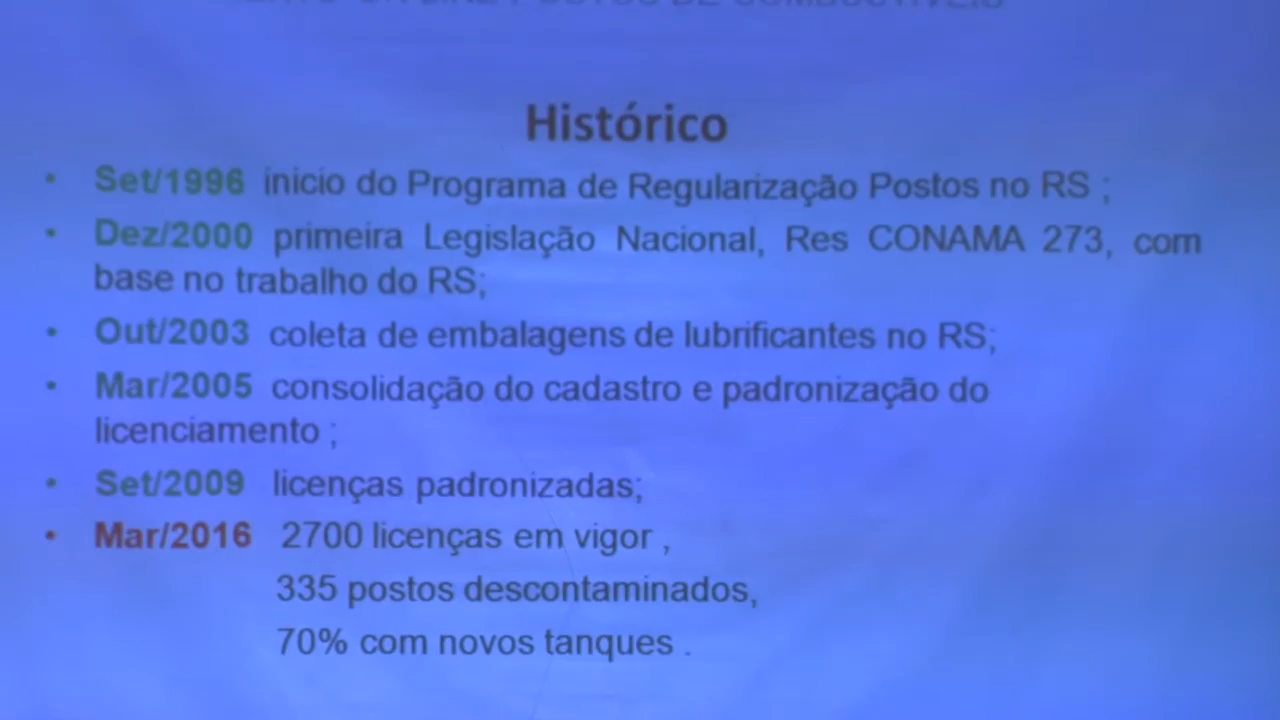 POSTOS DE COMBUSTÍVEIS
Histórico
• Set/1996 inicio do Programa de Regularização Postos no RS ;
• Dez/2000 primeira Legislação Nacional, Res CONAMA 273, com
base no trabalho do RS;
• Out/2003 coleta de embalagens de lubrificantes no RS;
• Mar/2005 consolidação do cadastro e padronização do
licenciamento ;
• Set/2009 licenças padronizadas;
• Mar/2016 2700 licenças em vigor ,
335 postos descontaminados,
70% com novos tanques .